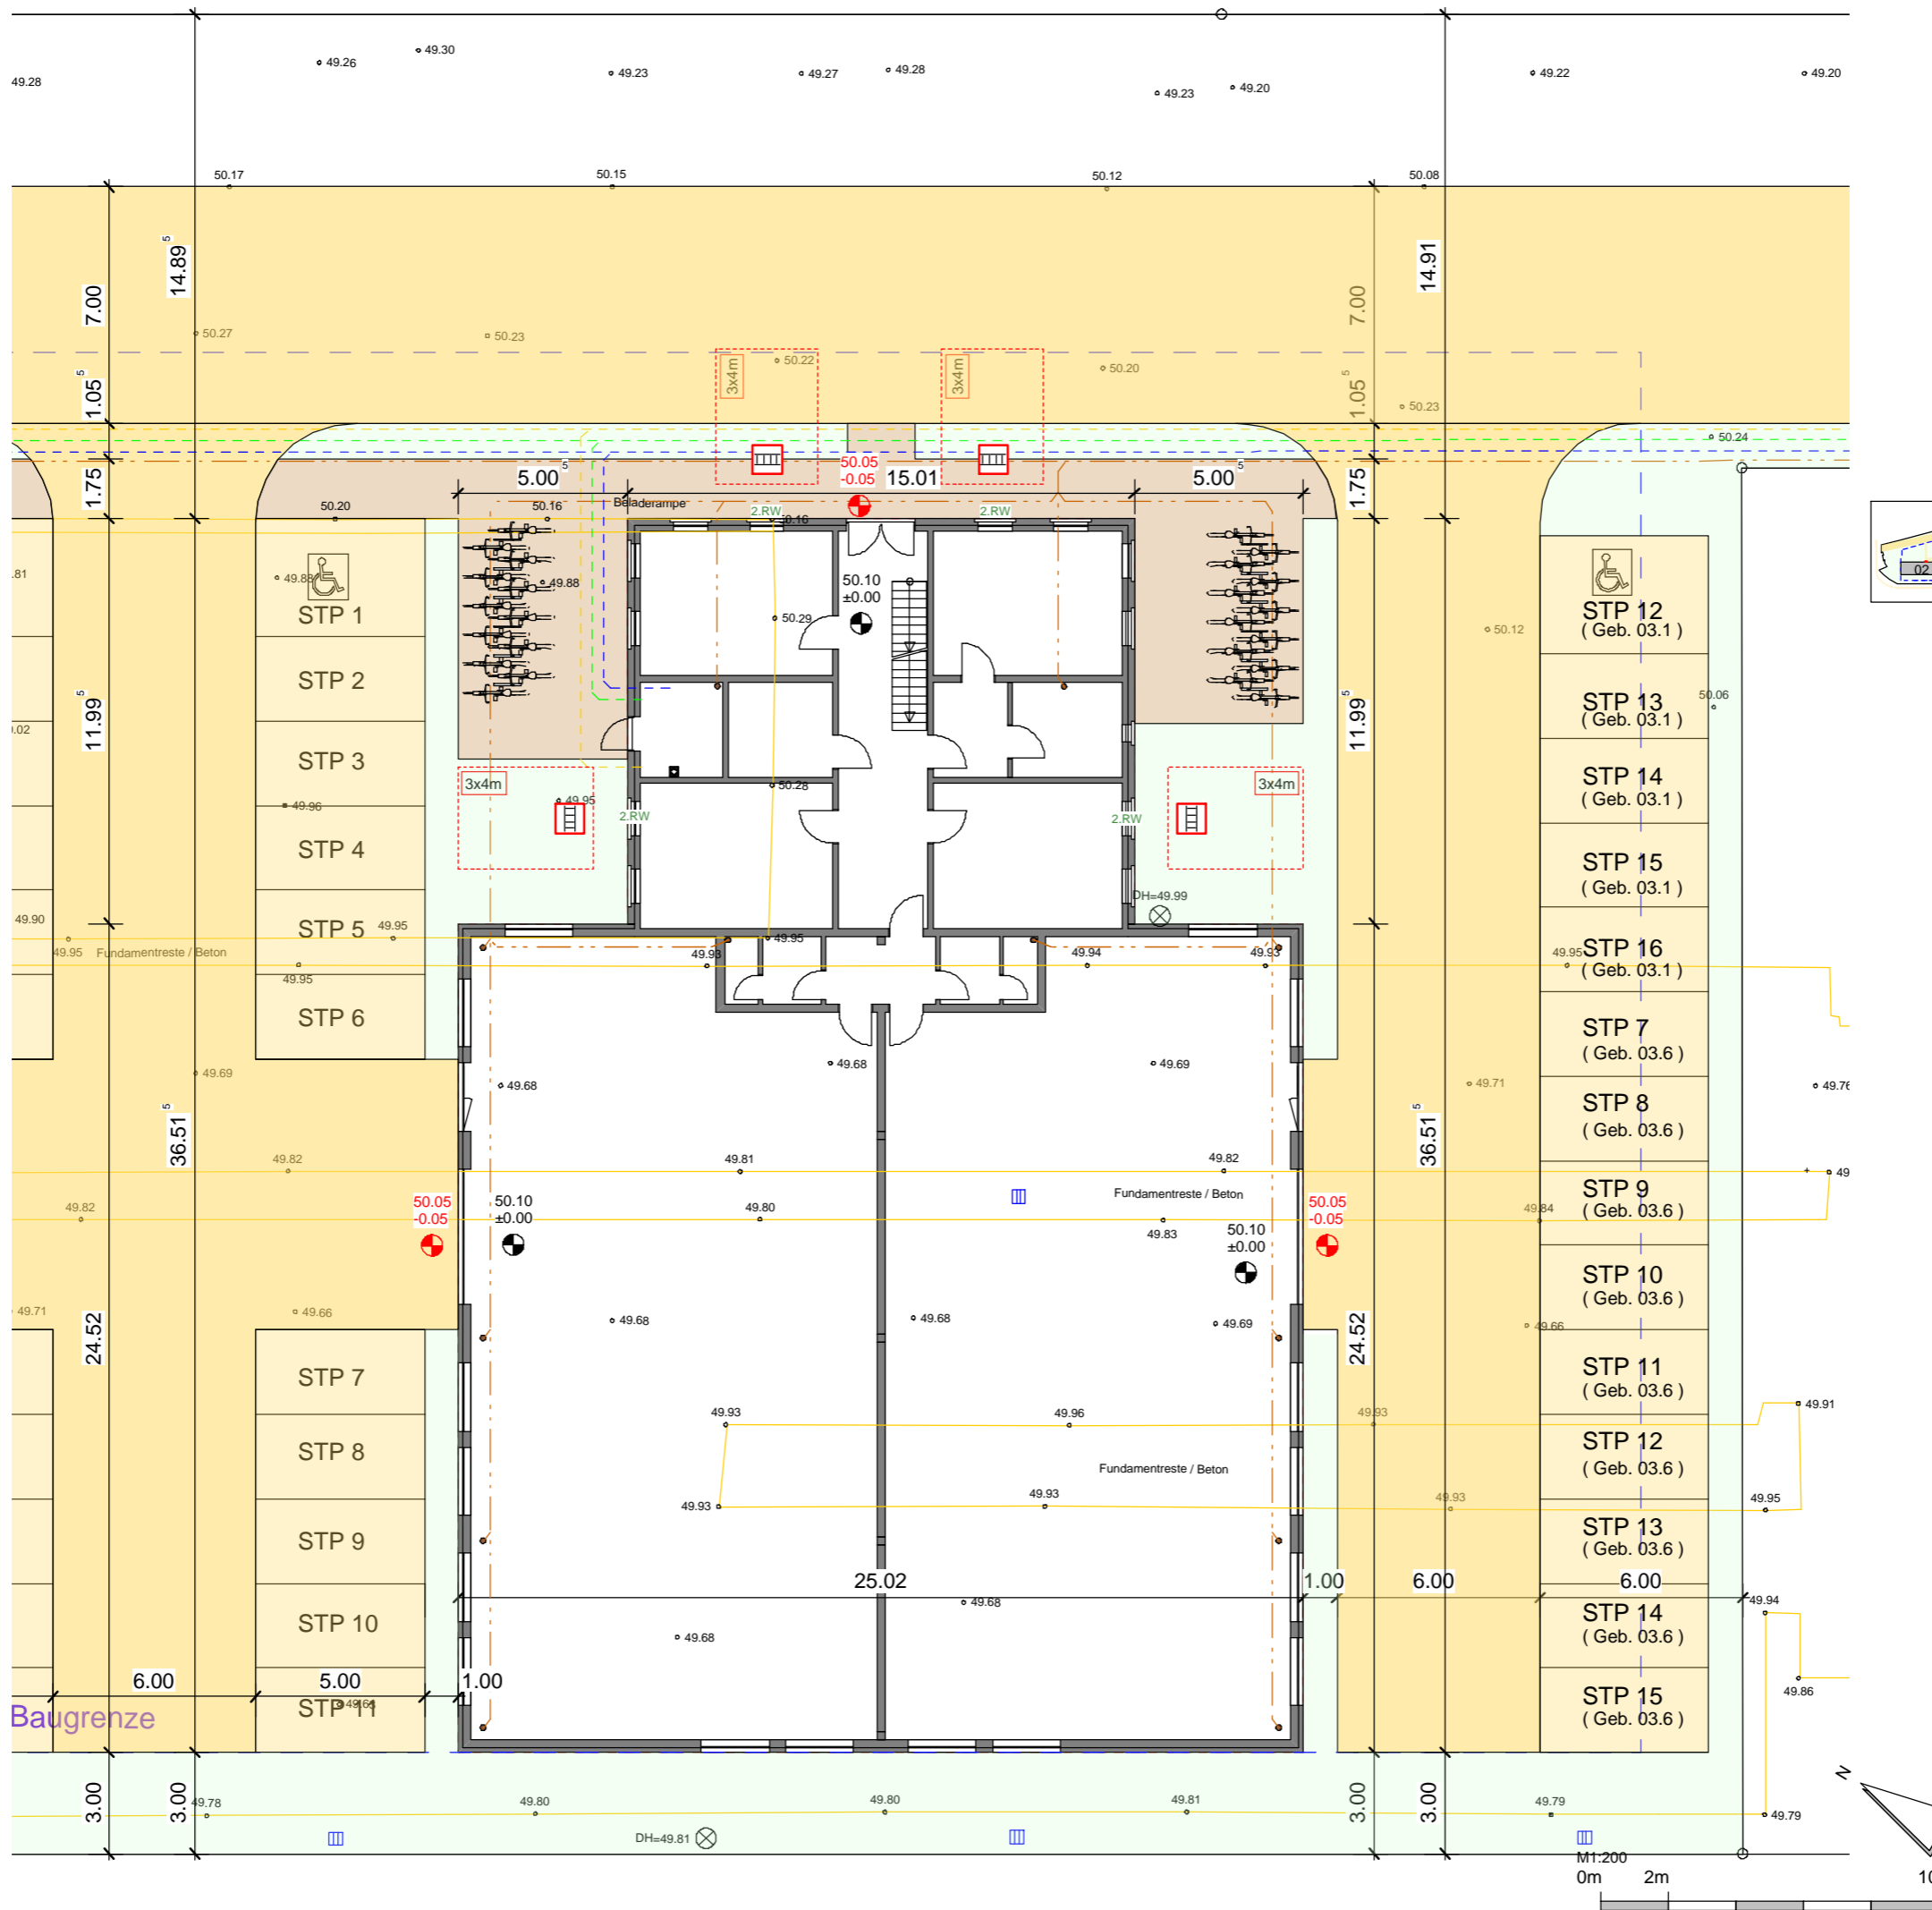 49.26
49.30
49.23
49.27
49.28
49.23
49.20
49.22
49.20
49.28
50.17
50.15
50.12
50.08
14.89⁵
14.91
7.00
7.00
50.27
50.23
50.22
50.20
50.23
3x4m
3x4m
1.05⁵
1.05⁵
50.24
1.75
5.00⁵
50.05
-0.05
15.01
5.00⁵
1.75
Beladerampe
50.20
50.16
2.RW
50.16
2.RW
49.88
49.88
STP 1
50.10
±0.00
50.29
50.12
STP 12
( Geb. 03.1 )
02
STP 2
11.99⁵
11.99⁵
50.06
STP 13
( Geb. 03.1 )
STP 3
3x4m
50.28
3x4m
STP 14
( Geb. 03.1 )
49.96
49.95
2.RW
2.RW
STP 4
STP 15
( Geb. 03.1 )
DH=49.99
49.90
STP 5
49.95
49.95
49.95
Fundamentreste / Beton
49.95
49.93
49.94
49.93
49.95
STP 16
( Geb. 03.1 )
STP 6
STP 7
( Geb. 03.6 )
49.69
49.68
49.68
49.69
49.71
49.76
STP 8
( Geb. 03.6 )
36.51⁵
36.51⁵
49.82
49.81
49.82
STP 9
( Geb. 03.6 )
49.82
50.05
-0.05
50.10
±0.00
49.80
Fundamentreste / Beton
49.83
50.10
±0.00
50.05
-0.05
49.84
STP 10
( Geb. 03.6 )
49.71
49.66
49.68
49.68
49.69
49.66
24.52
24.52
STP 7
STP 11
( Geb. 03.6 )
49.93
49.96
49.93
49.91
STP 8
STP 12
( Geb. 03.6 )
Fundamentreste / Beton
49.93
49.93
49.93
49.95
STP 9
STP 13
( Geb. 03.6 )
25.02
1.00
6.00
6.00
49.68
49.94
STP 10
49.68
STP 14
( Geb. 03.6 )
6.00
5.00
1.00
49.86
STP 11
STP 15
( Geb. 03.6 )
Baugrenze
3.00
3.00
3.00
3.00
49.78
49.80
49.80
49.81
49.79
49.79
DH=49.81
N
M1:200
0m
2m